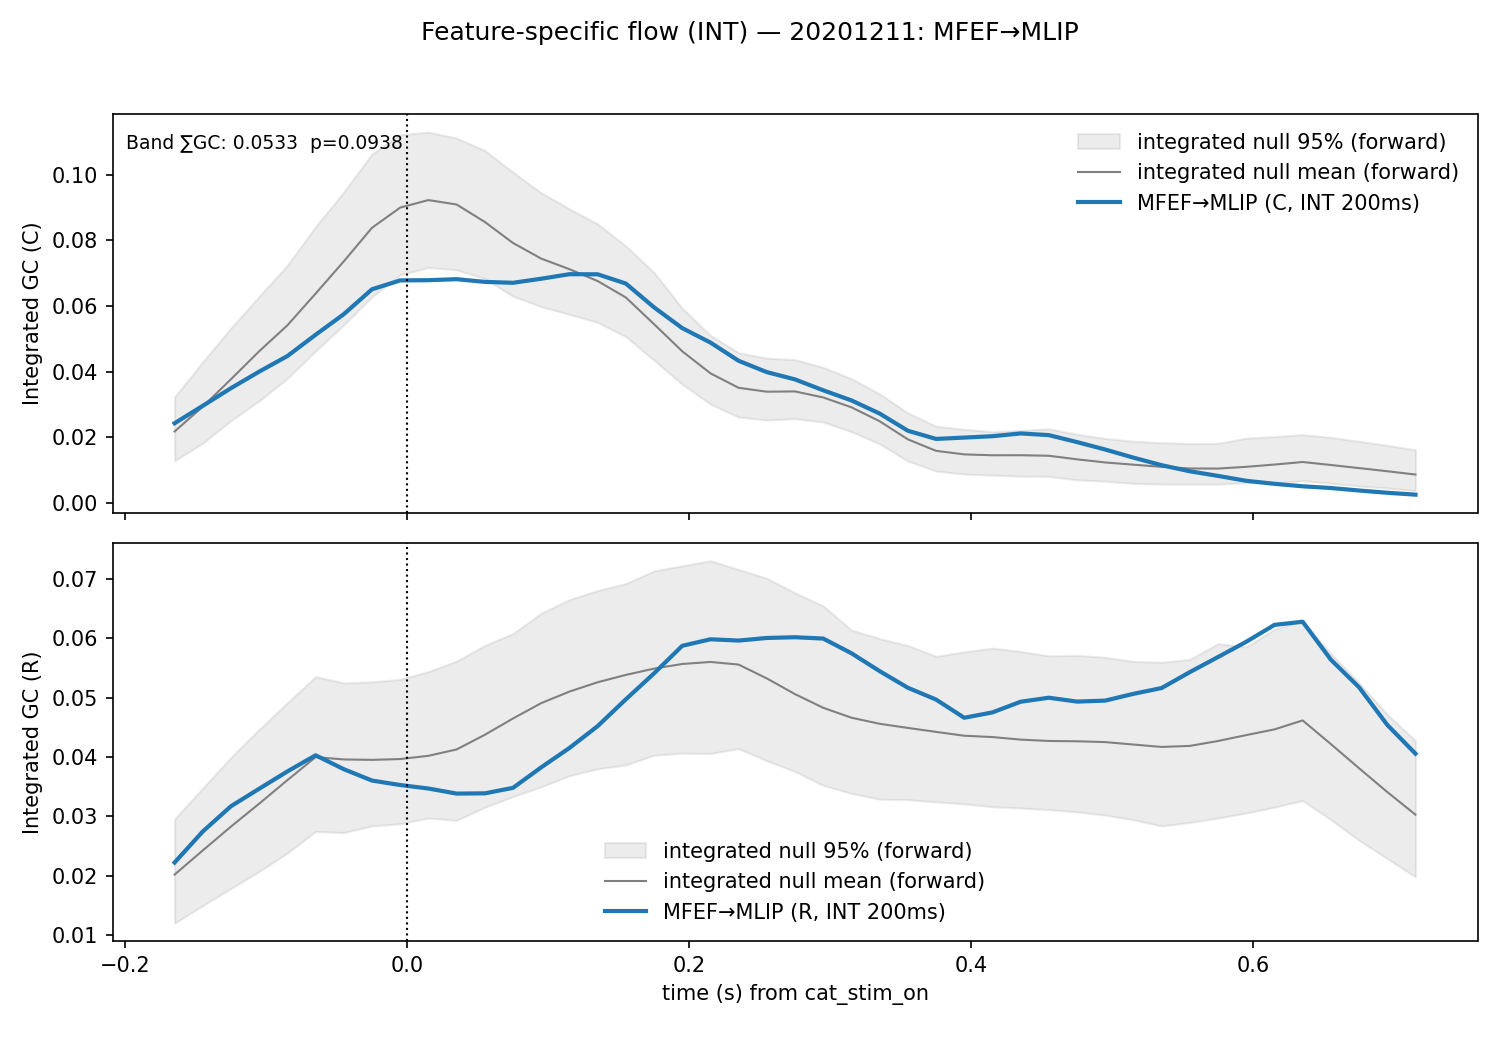 Feature-specific flow (INT) — 20201211: MFEF→MLIP
Band ∑GC: 0.0533  p=0.0938
integrated null 95% (forward)
integrated null mean (forward)
MFEF→MLIP (C, INT 200ms)
Integrated GC (C)
0.10
0.08
0.06
0.04
0.02
0.00
Integrated GC (R)
0.07
0.06
0.05
0.04
0.03
0.02
0.01
integrated null 95% (forward)
integrated null mean (forward)
MFEF→MLIP (R, INT 200ms)
−0.2 0.0 0.2 0.4 0.6
time (s) from cat_stim_on